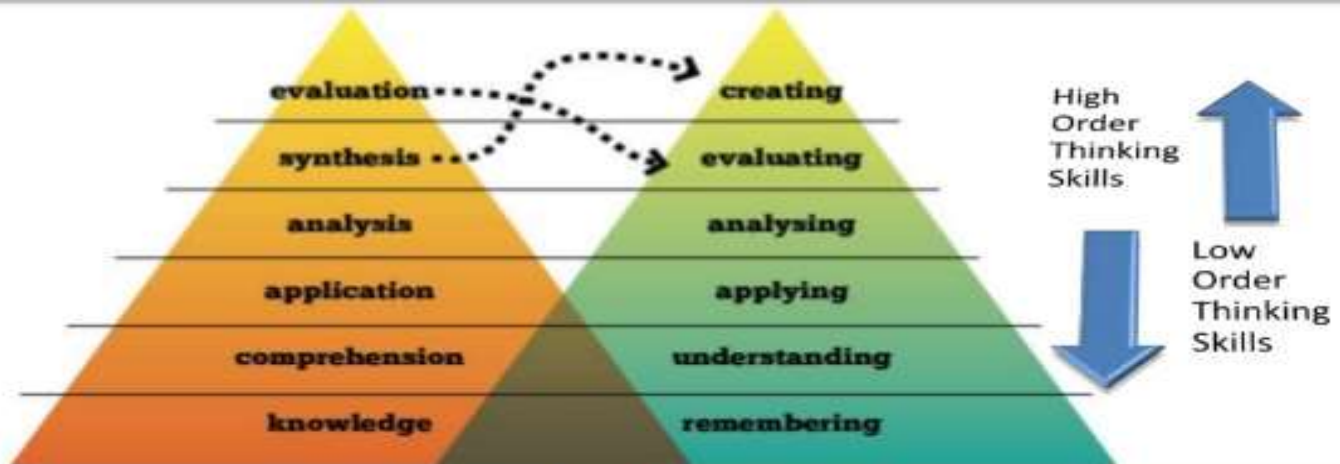 evaluation
synthesis
analysis
application
comprehension
knowledge
creating
evaluating
analysing
applying
understanding
remembering
High
Order
Thinking
Skills
Low
Order
Thinking
Skills